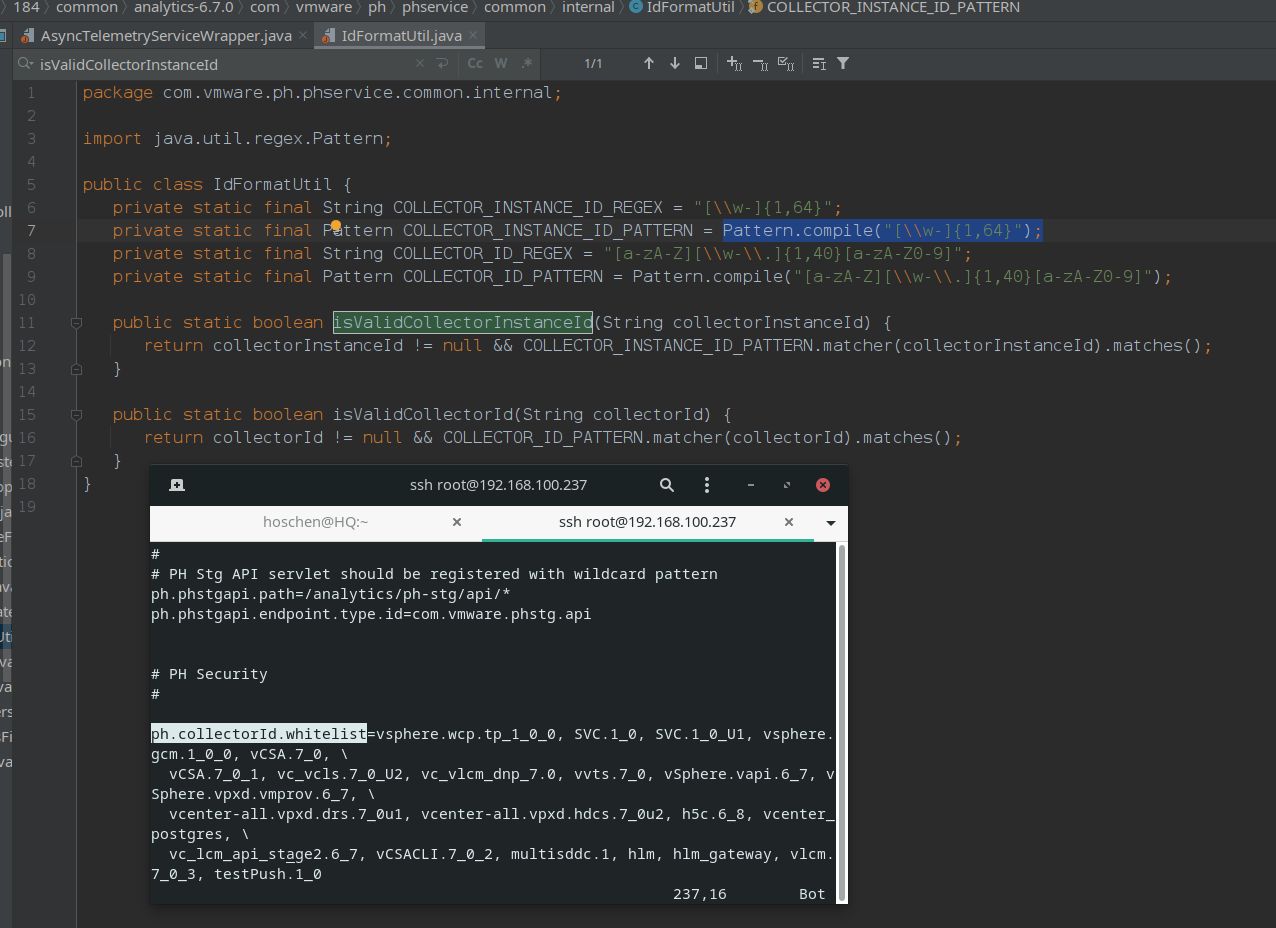 184 〉 common 〉 analytics-6.7.0 〉 com 〉 vmware 〉 ph 〉 phservice 〉 common 〉 internal 〉 IdFormatUtil 〉 COLLECTOR_INSTANCE_ID_PATTERN
AsyncTelemetryServiceWrapper.java × IdFormatUtil.java ×
isValidCollectorInstanceId × Cc W .* 1/1
1 package com.vmware.ph.phservice.common.internal;
2
3 import java.util.regex.Pattern;
4
5 public class IdFormatUtil {
6 private static final String COLLECTOR_INSTANCE_ID_REGEX = "[\\w-]{1,64}";
7 private static final Pattern COLLECTOR_INSTANCE_ID_PATTERN = Pattern.compile("[\\w-]{1,64}");
8 private static final String COLLECTOR_ID_REGEX = "[a-zA-Z][\\w-\\.]{1,40}[a-zA-Z0-9]";
9 private static final Pattern COLLECTOR_ID_PATTERN = Pattern.compile("[a-zA-Z][\\w-\\.]{1,40}[a-zA-Z0-9]");
10
11 public static boolean isValidCollectorInstanceId(String collectorInstanceId) {
12 return collectorInstanceId != null && COLLECTOR_INSTANCE_ID_PATTERN.matcher(collectorInstanceId).matches();
13 }
14
15 public static boolean isValidCollectorId(String collectorId) {
16 return collectorId != null && COLLECTOR_ID_PATTERN.matcher(collectorId).matches();
17 }
18 }
19
ssh root@192.168.100.237
hoschen@HQ:~ × ssh root@192.168.100.237 ×
#
# PH Stg API servlet should be registered with wildcard pattern
ph.phstgapi.path=/analytics/ph-stg/api/*
ph.phstgapi.endpoint.type.id=com.vmware.phstg.api
# PH Security
#
ph.collectorId.whitelist=vsphere.wcp.tp_1_0_0, SVC.1_0, SVC.1_0_U1, vsphere.
gcm.1_0_0, vCSA.7_0, \
vCSA.7_0_1, vc_vcls.7_0_U2, vc_vlcm_dnp_7.0, vvts.7_0, vSphere.vapi.6_7, v
Sphere.vpxd.vmprov.6_7, \
vcenter-all.vpxd.drs.7_0u1, vcenter-all.vpxd.hdcs.7_0u2, h5c.6_8, vcenter_
postgres, \
vc_lcm_api_stage2.6_7, vCSACLI.7_0_2, multisddc.1, hlm, hlm_gateway, vlcm.
7_0_3, testPush.1_0
237,16 Bot